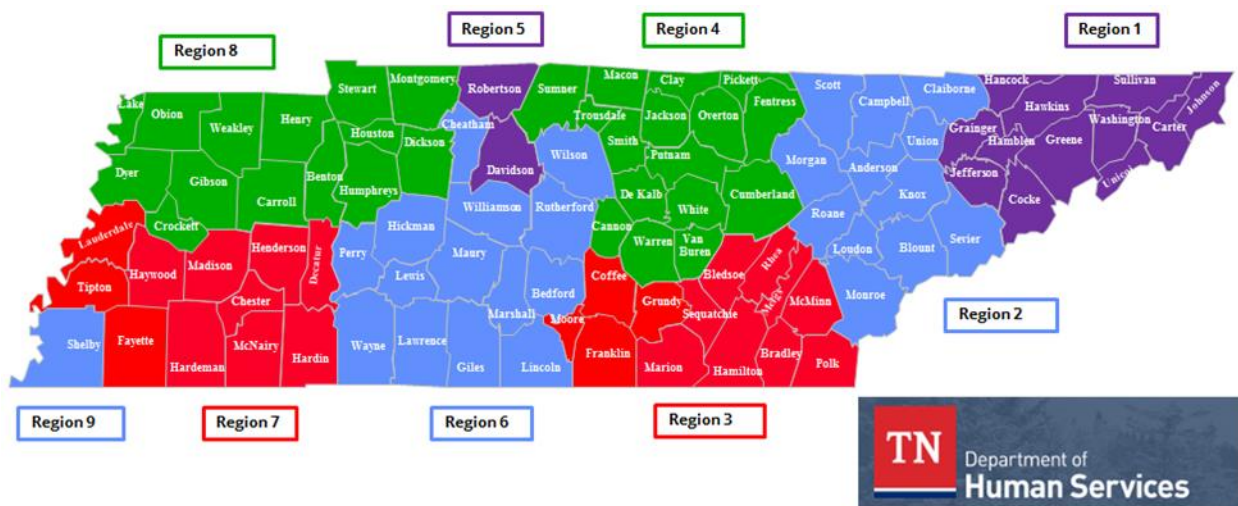 Region 8
Region 5
Region 4
Region 1
Lake
Obion
Weakley
Henry
Stewart
Montgomery
Robertson
Sumner
Macon
Clay
Pickett
Scott
Campbell
Claiborne
Hancock
Sullivan
Johnson
Hawkins
Washington
Carter
Unicoi
Greene
Grainger
Hamblen
Jefferson
Cocke
Union
Fentress
Overton
Jackson
Trousdale
Smith
Putnam
Houston
Dickson
Cheatham
Davidson
Wilson
Morgan
Anderson
Knox
Dyer
Gibson
Carroll
Benton
Humphreys
Williamson
Rutherford
De Kalb
White
Cumberland
Roane
Loudon
Blount
Sevier
Monroe
Crockett
Lauderdale
Haywood
Madison
Henderson
Decatur
Perry
Hickman
Lewis
Maury
Cannon
Warren
Van
Buren
Bledsoe
Rhea
Meigs
McMinn
Tipton
Chester
Bedford
Marshall
Coffee
Grundy
Sequatchie
Moore
Shelby
Fayette
Hardeman
McNairy
Hardin
Wayne
Lawrence
Giles
Lincoln
Franklin
Marion
Hamilton
Bradley
Polk
Region 2
Region 9
Region 7
Region 6
Region 3
TN
Department of
Human Services